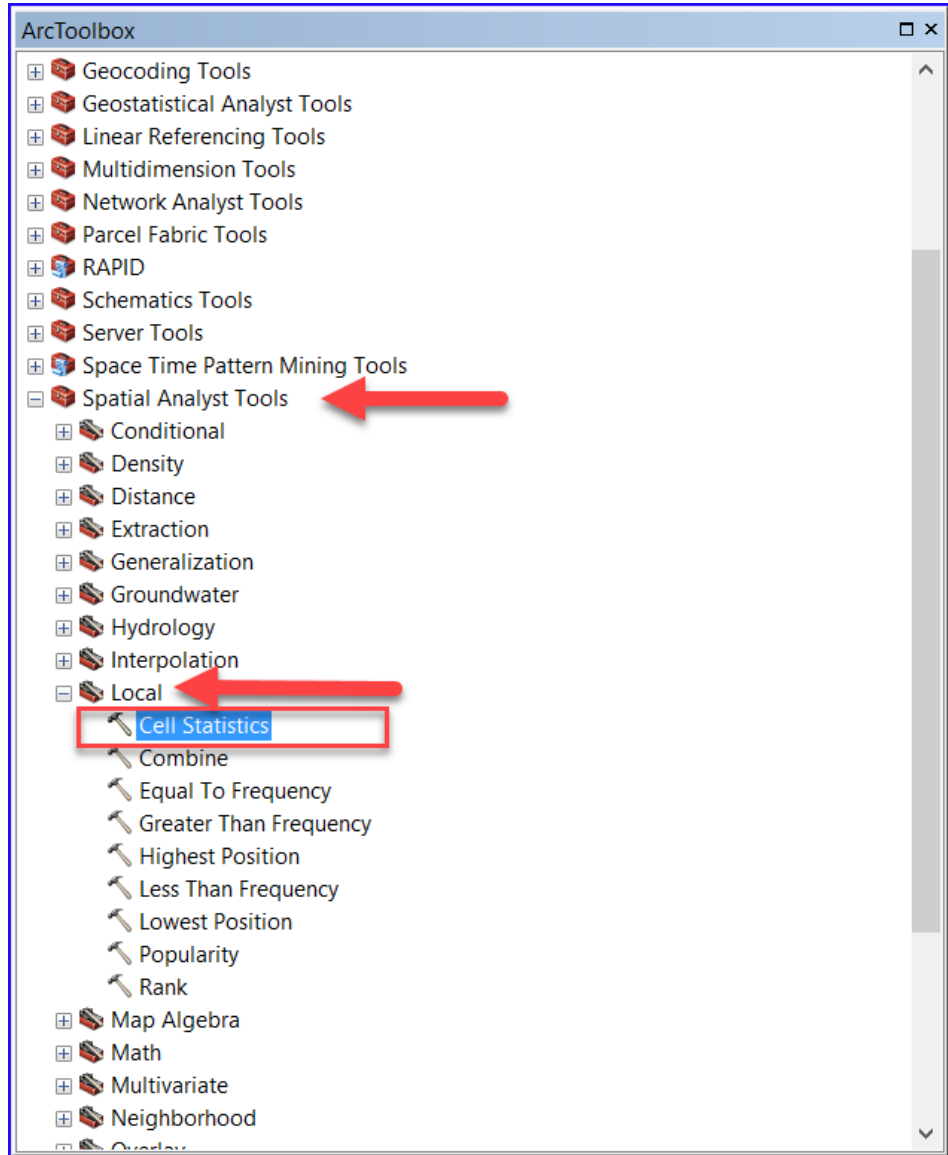 ArcToolbox
Geocoding Tools
Geostatistical Analyst Tools
Linear Referencing Tools
Multidimension Tools
Network Analyst Tools
Parcel Fabric Tools
RAPID
Schematics Tools
Server Tools
Space Time Pattern Mining Tools
Spatial Analyst Tools
Conditional
Density
Distance
Extraction
Generalization
Groundwater
Hydrology
Interpolation
Local
Cell Statistics
Combine
Equal To Frequency
Greater Than Frequency
Highest Position
Less Than Frequency
Lowest Position
Popularity
Rank
Map Algebra
Math
Multivariate
Neighborhood
Overlay